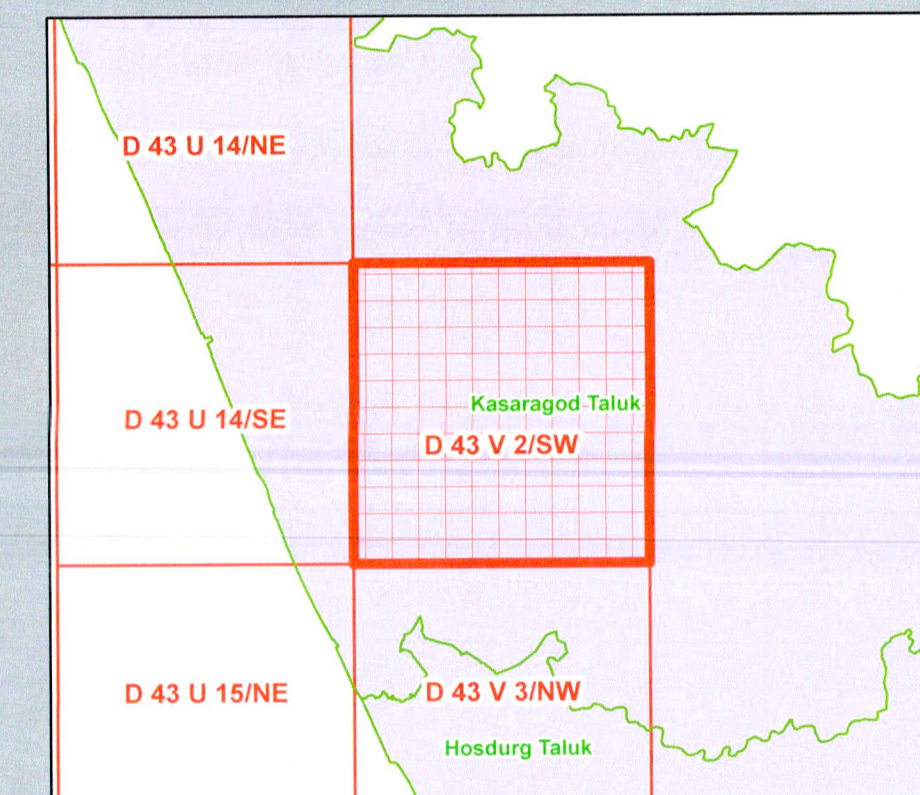 D 43 U 14/NE
D 43 U 14/SE
Kasaragod Taluk
D 43 V 2/SW
D 43 U 15/NE
D 43 V 3/NW
Hosdurg Taluk